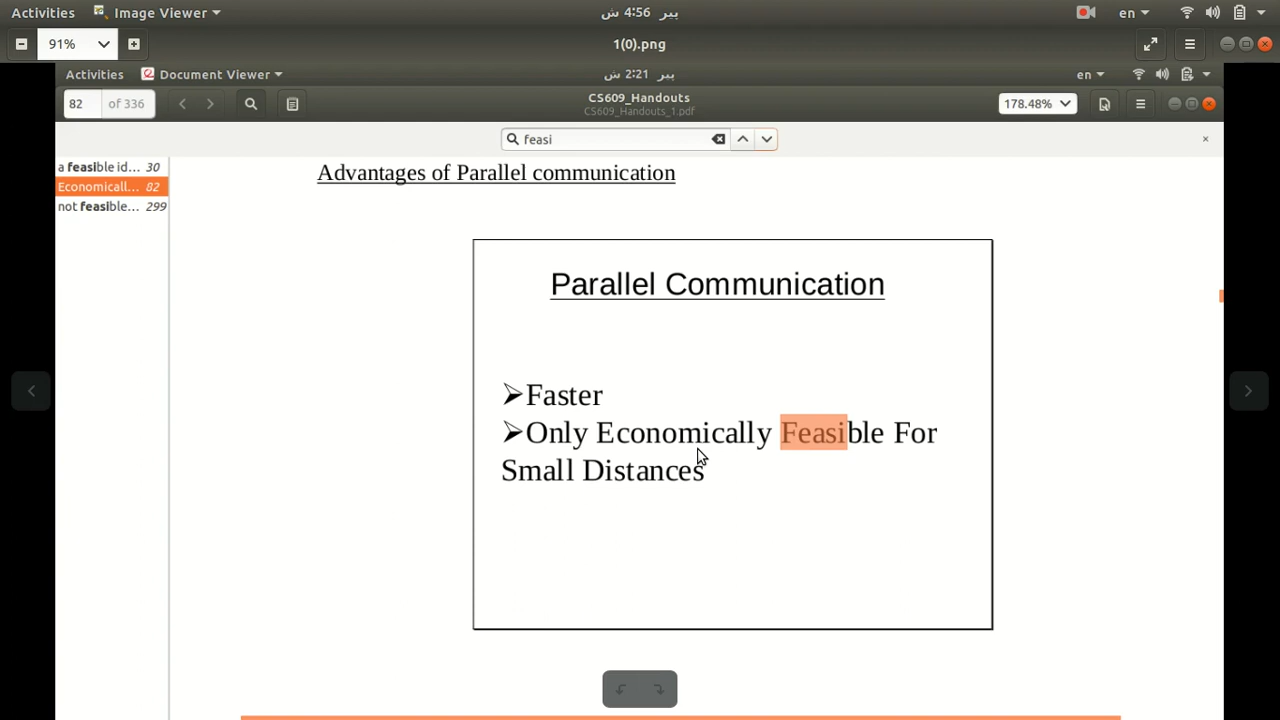 Activities Image Viewer پیر 4:56 ش en
91% 1(0).png
Activities Document Viewer پیر 2:21 ش en
82 of 336 CS609_Handouts 178.48%
CS609_Handouts_1.pdf
feasi
a feasible id... 30
Economicall... 82
not feasible... 299
Advantages of Parallel communication
Parallel Communication
➢Faster
➢Only Economically Feasible For
Small Distances